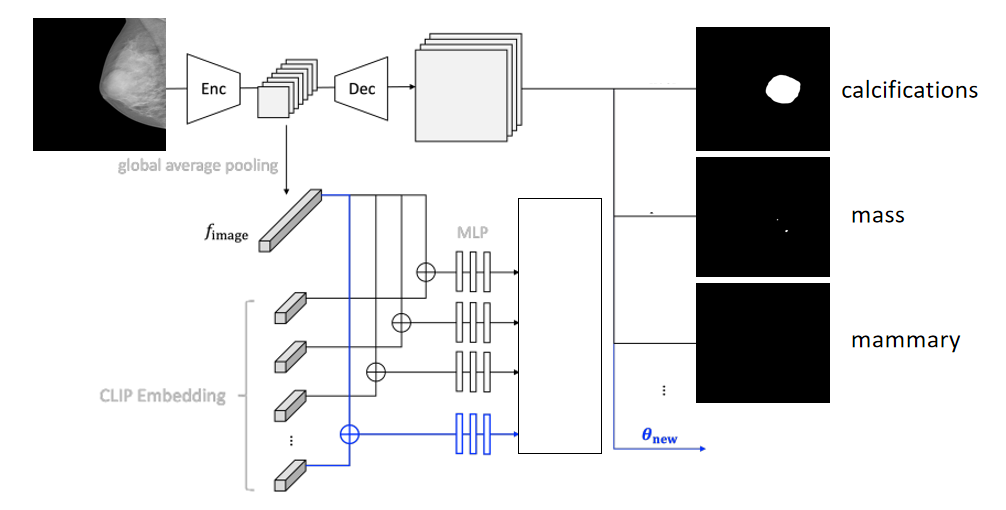 Enc
Dec
calcifications
global average pooling
f_image
MLP
mass
mammary
CLIP Embedding
⋮
⋮
θ_new